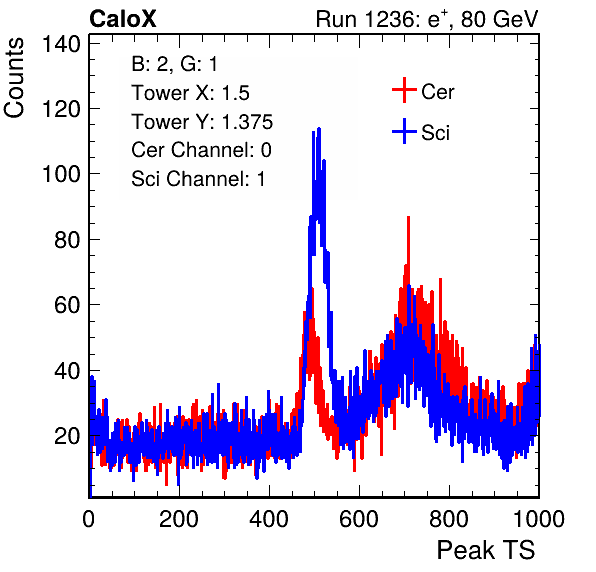 CaloX Run 1236: e⁺, 80 GeV
Counts
140
120
100
80
60
40
20
B: 2, G: 1
Tower X: 1.5
Tower Y: 1.375
Cer Channel: 0
Sci Channel: 1
Cer
Sci
0 200 400 600 800 1000
Peak TS